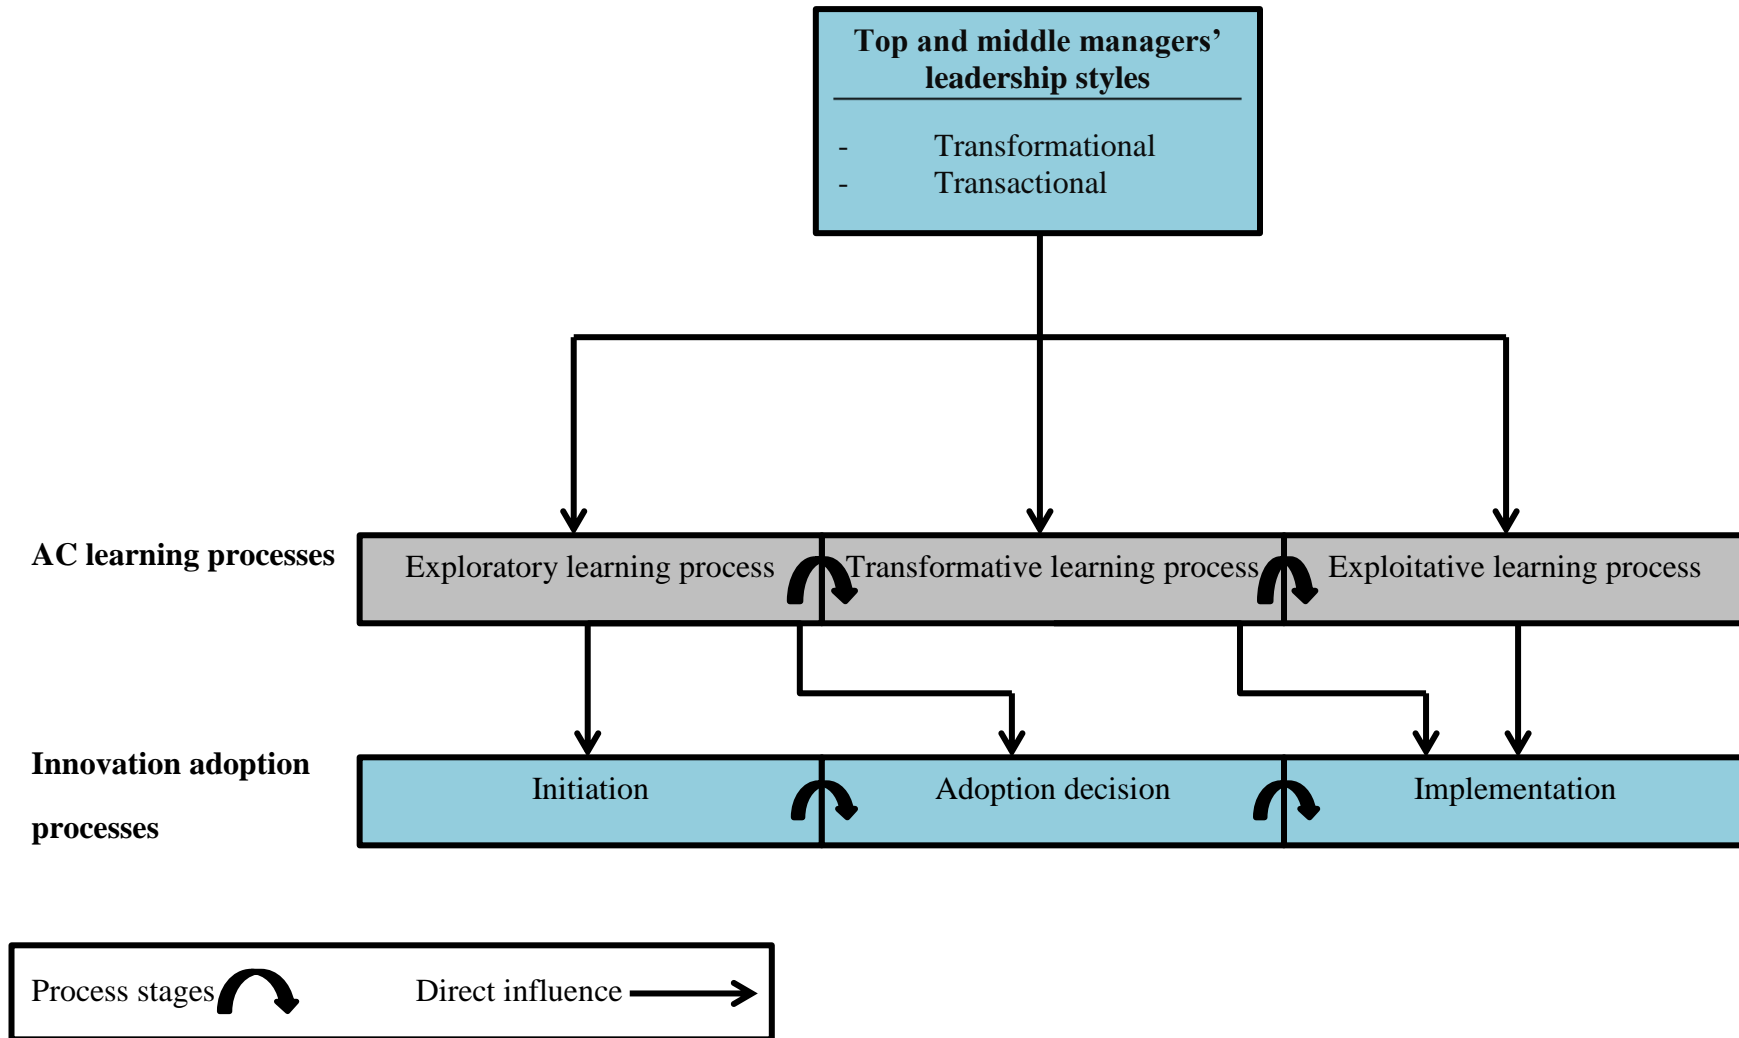 Top and middle managers’
leadership styles
- Transformational
- Transactional
AC learning processes
Exploratory learning process
Transformative learning process
Exploitative learning process
Innovation adoption
processes
Initiation
Adoption decision
Implementation
Process stages
Direct influence